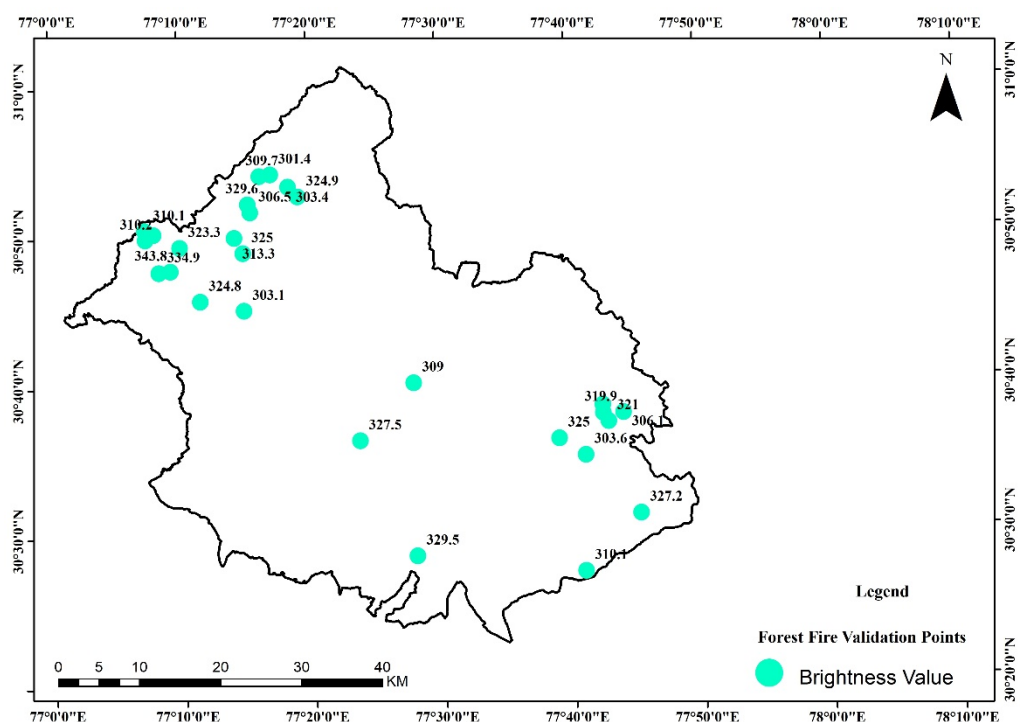 77°0'0"E 77°10'0"E 77°20'0"E 77°30'0"E 77°40'0"E 77°50'0"E 78°0'0"E 78°10'0"E
N
31°0'0"N
31°0'0"N
309.7 301.4
329.6 324.9
306.5 303.4
310.2 310.1 323.3 325
30°50'0"N
30°50'0"N
343.8 334.9 313.3
324.8 303.1
309
30°40'0"N
30°40'0"N
319.9 321
327.5 325 306.1
303.6
327.2
30°30'0"N
30°30'0"N
329.5 310.1
Legend
Forest Fire Validation Points
Brightness Value
0 5 10 20 30 40
KM
30°20'0"N
77°0'0"E 77°10'0"E 77°20'0"E 77°30'0"E 77°40'0"E 77°50'0"E 78°0'0"E 78°10'0"E